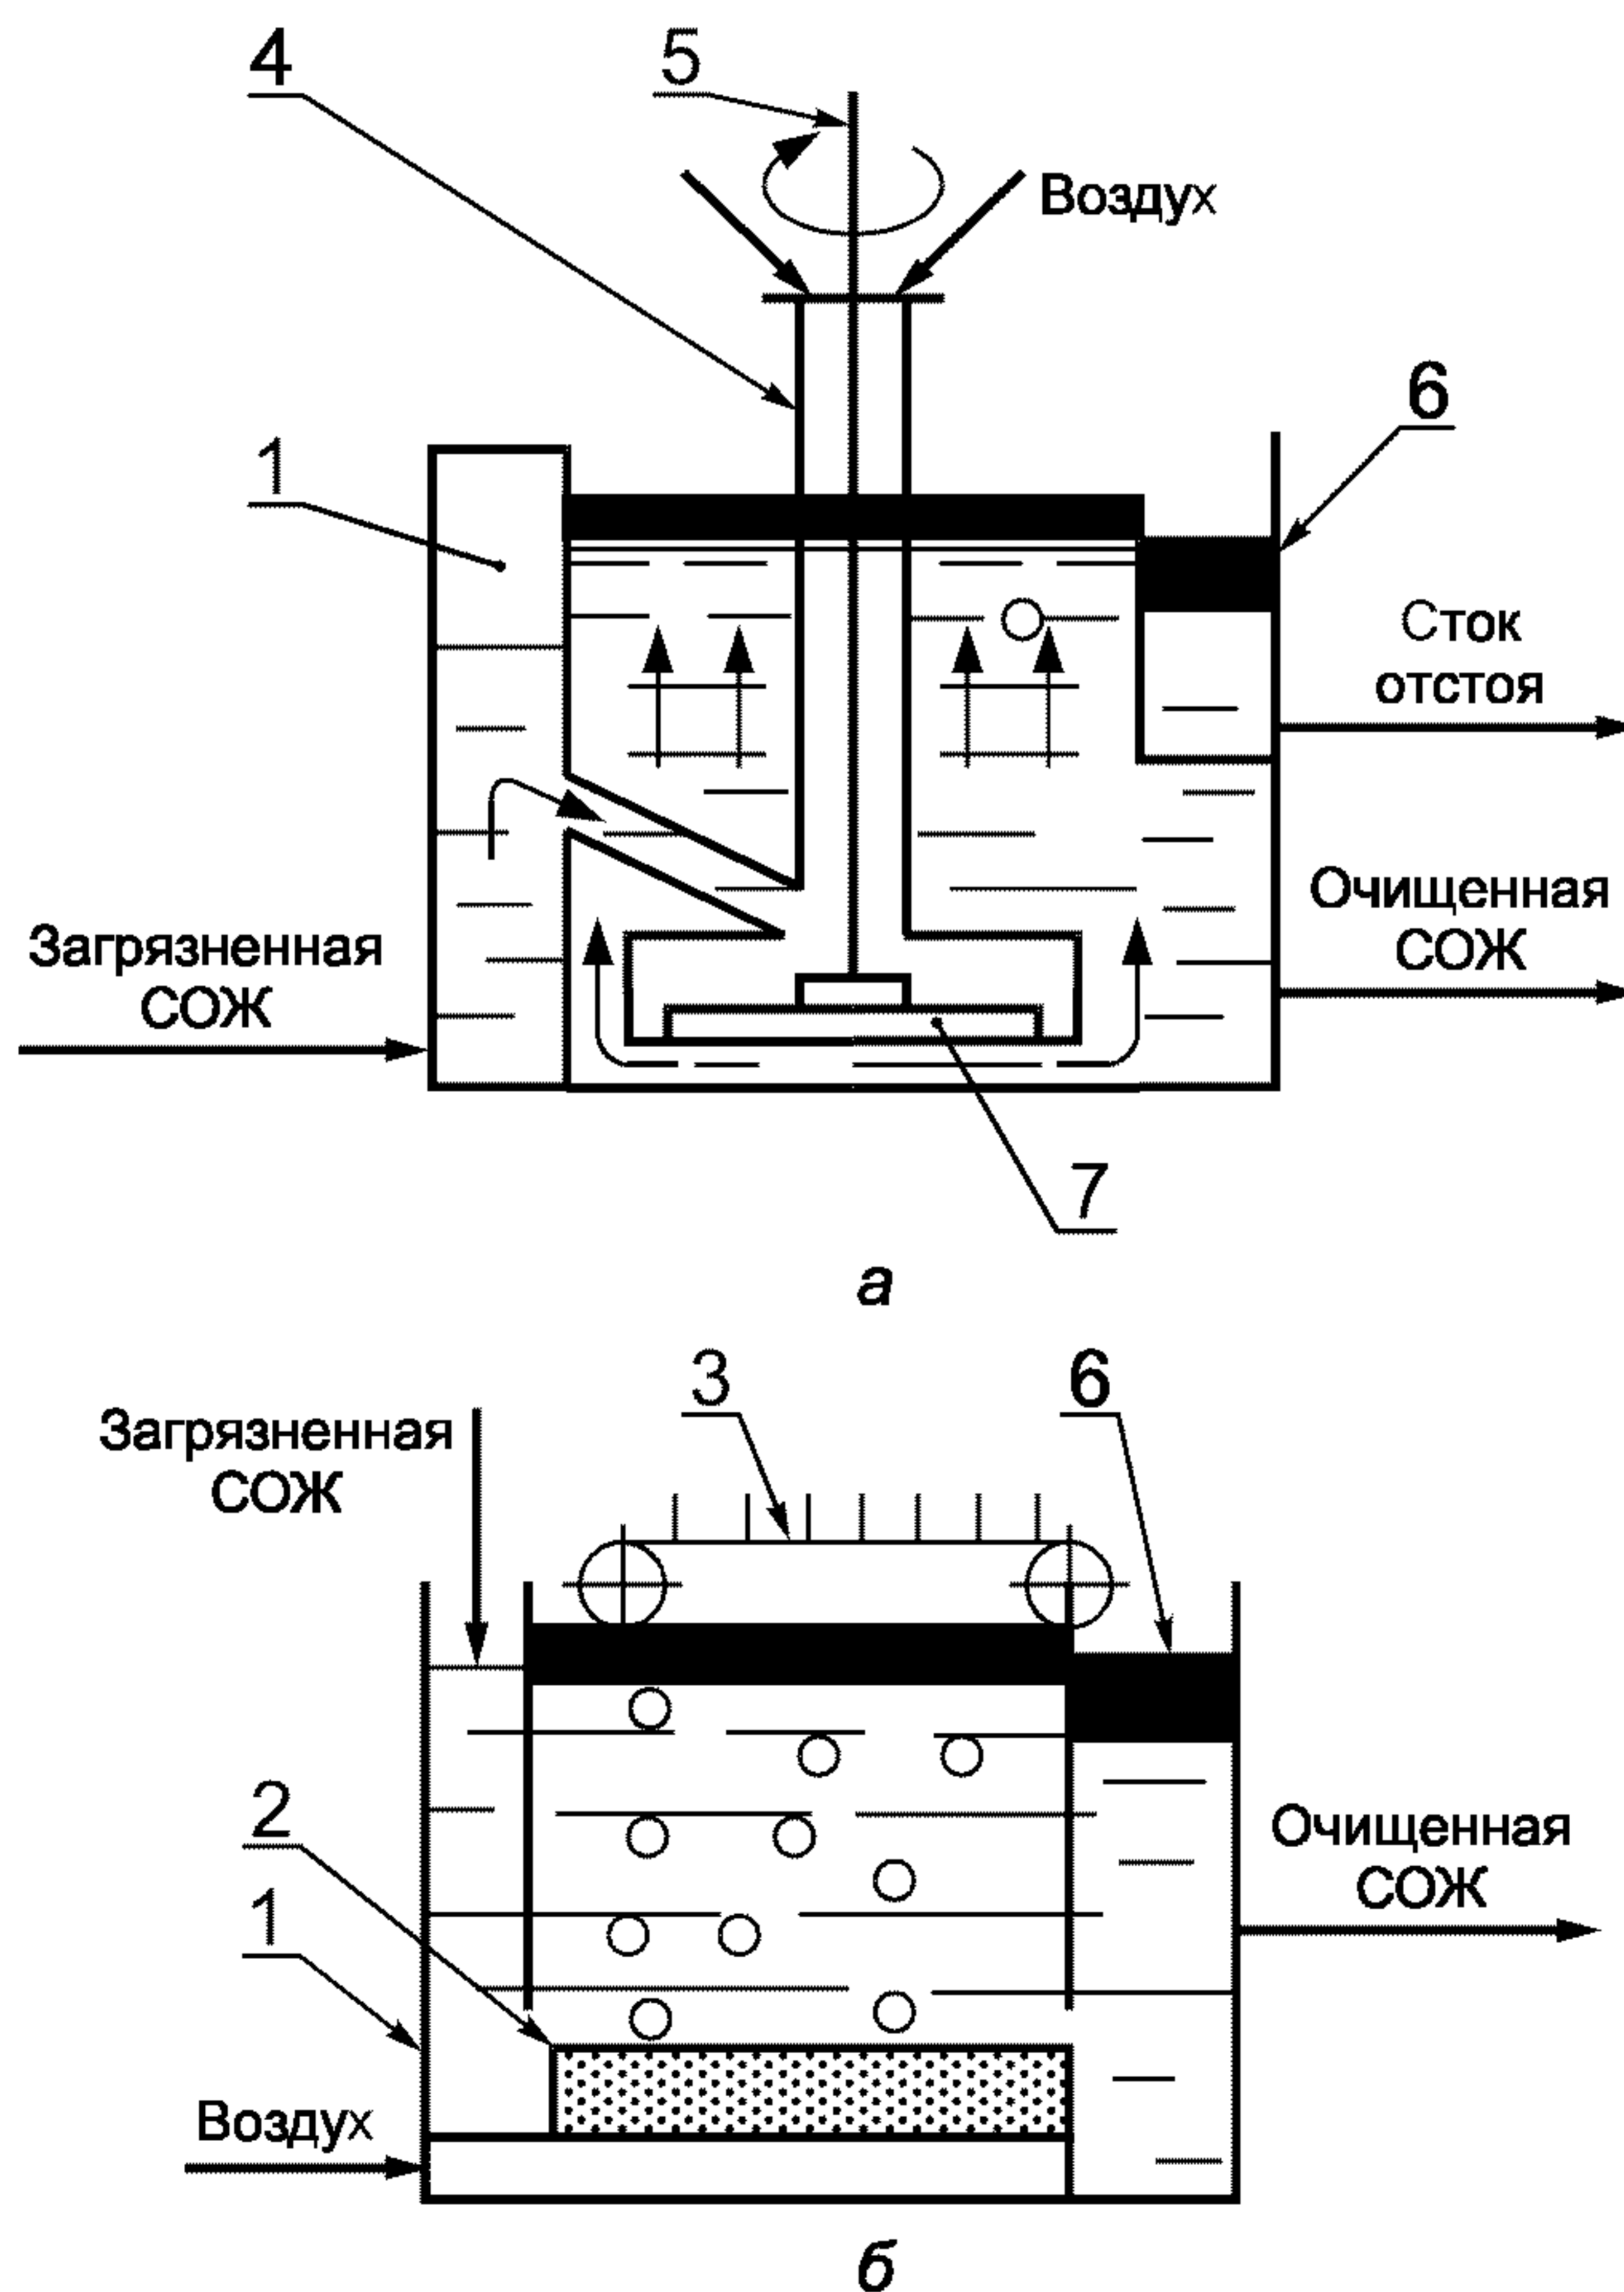 4
5
Воздух
6
1
Сток
отстоя
Очищенная
СОЖ
Загрязненная
СОЖ
7
а
3
6
Загрязненная
СОЖ
2
1
Очищенная
СОЖ
Воздух
б